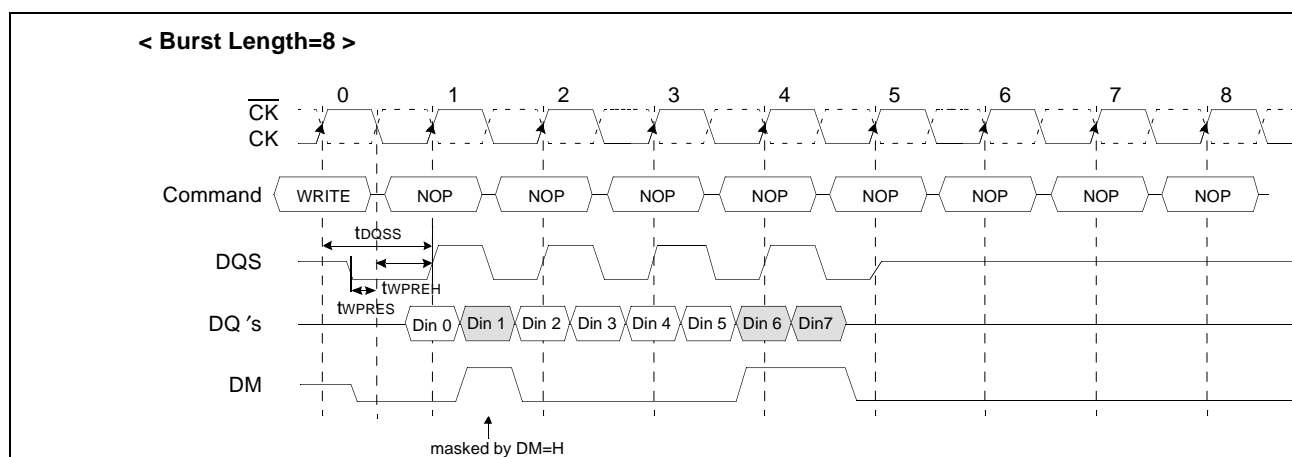 < Burst Length=8 >
0 1 2 3 4 5 6 7 8
CK
CK
Command WRITE NOP NOP NOP NOP NOP NOP NOP NOP
tDQSS
DQS
tWPREH
tWPRES
DQ ′s Din 0 Din 1 Din 2 Din 3 Din 4 Din 5 Din 6 Din7
DM
masked by DM=H